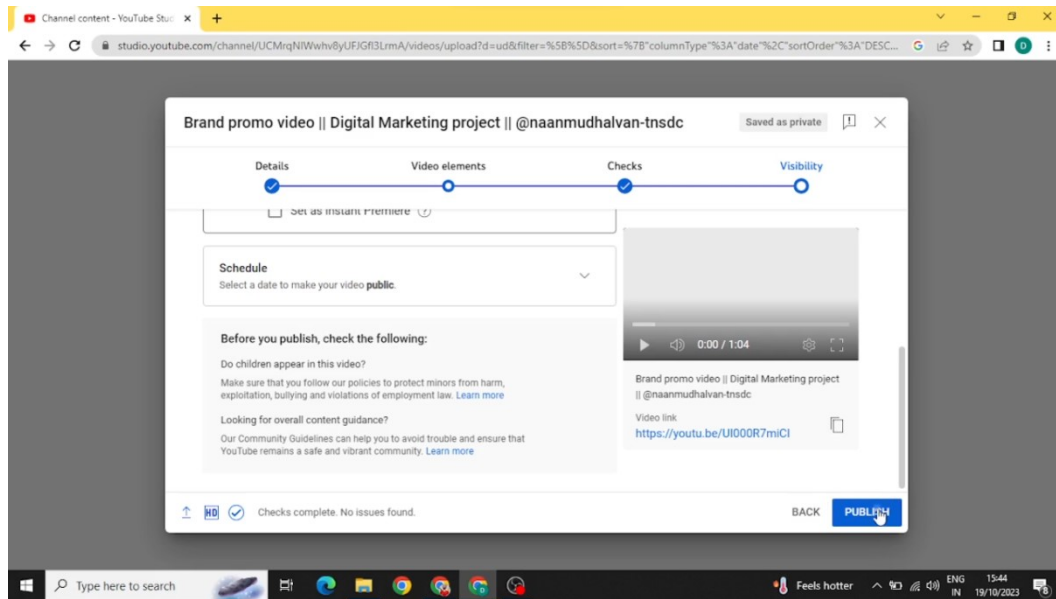 Channel content - YouTube Stud
studio.youtube.com/channel/UCMrqNIWwhv8yUFJGfl3LrmA/videos/upload?d=ud&filter=%5B%5D&sort=%7B"columnType"%3A"date"%2C"sortOrder"%3A"DESC...
Brand promo video || Digital Marketing project || @naanmudhalvan-tnsdc
Saved as private
Details
Video elements
Checks
Visibility
Set as instant Premiere
Schedule
Select a date to make your video public.
Before you publish, check the following:
Do children appear in this video?
Make sure that you follow our policies to protect minors from harm,
exploitation, bullying and violations of employment law. Learn more
Looking for overall content guidance?
Our Community Guidelines can help you to avoid trouble and ensure that
YouTube remains a safe and vibrant community. Learn more
0:00 / 1:04
Brand promo video || Digital Marketing project
|| @naanmudhalvan-tnsdc
Video link
https://youtu.be/UI000R7miCI
HD
Checks complete. No issues found.
BACK
PUBLISH
Type here to search
Feels hotter
ENG
IN
15:44
19/10/2023